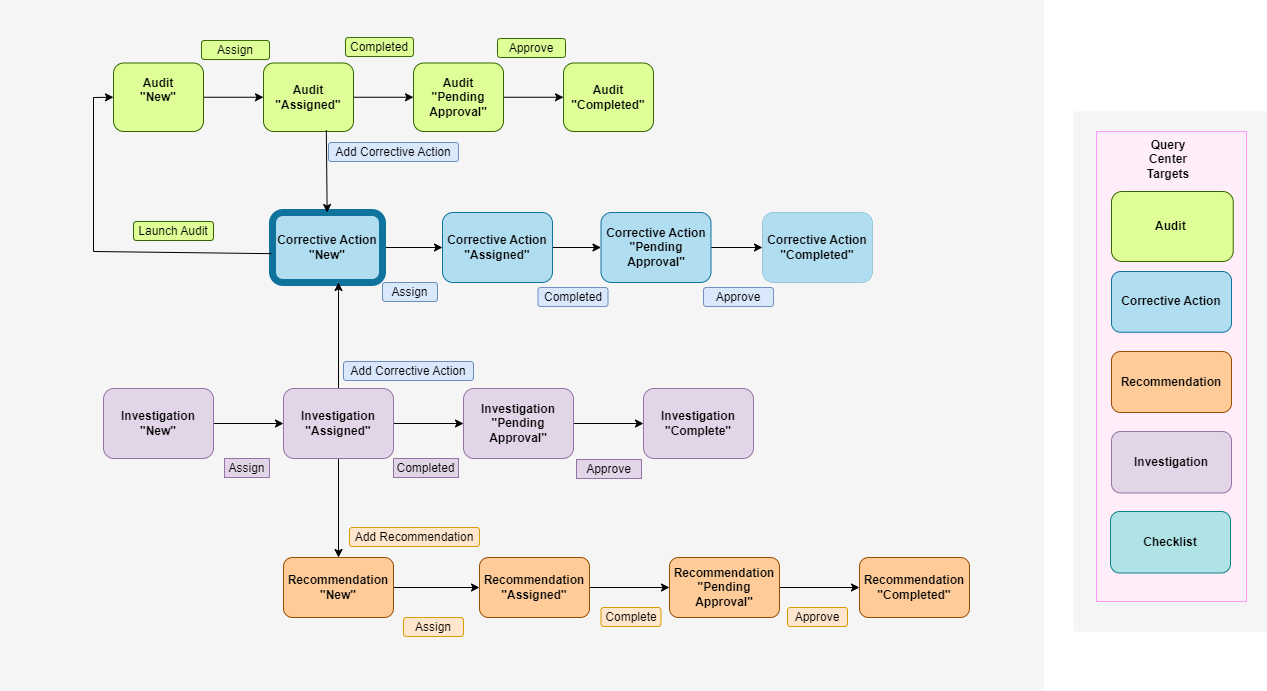 Assign
Completed
Approve
Audit
"New"
Audit
"Assigned"
Audit
"Pending
Approval"
Audit
"Completed"
Add Corrective Action
Launch Audit
Corrective Action
"New"
Corrective Action
"Assigned"
Corrective Action
"Pending
Approval"
Corrective Action
"Completed"
Assign
Completed
Approve
Add Corrective Action
Investigation
"New"
Investigation
"Assigned"
Investigation
"Pending
Approval"
Investigation
"Complete"
Assign
Completed
Approve
Add Recommendation
Recommendation
"New"
Recommendation
"Assigned"
Recommendation
"Pending
Approval"
Recommendation
"Completed"
Assign
Complete
Approve
Query
Center
Targets
Audit
Corrective Action
Recommendation
Investigation
Checklist